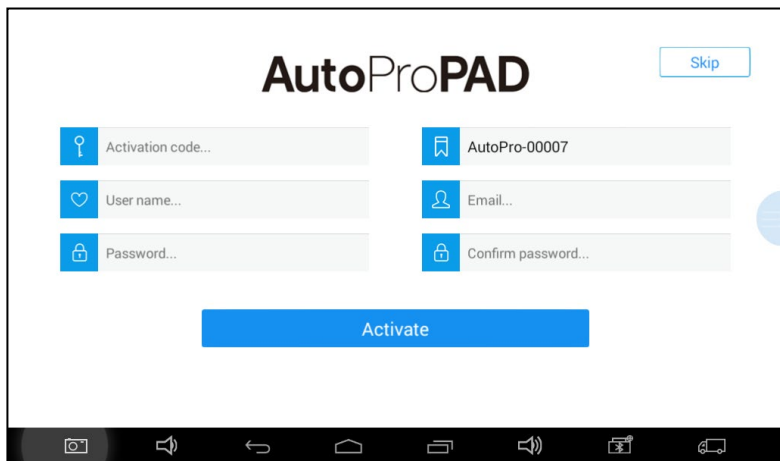 AutoProPAD
Skip
Activation code...
AutoPro-00007
User name...
Email...
Password...
Confirm password...
Activate